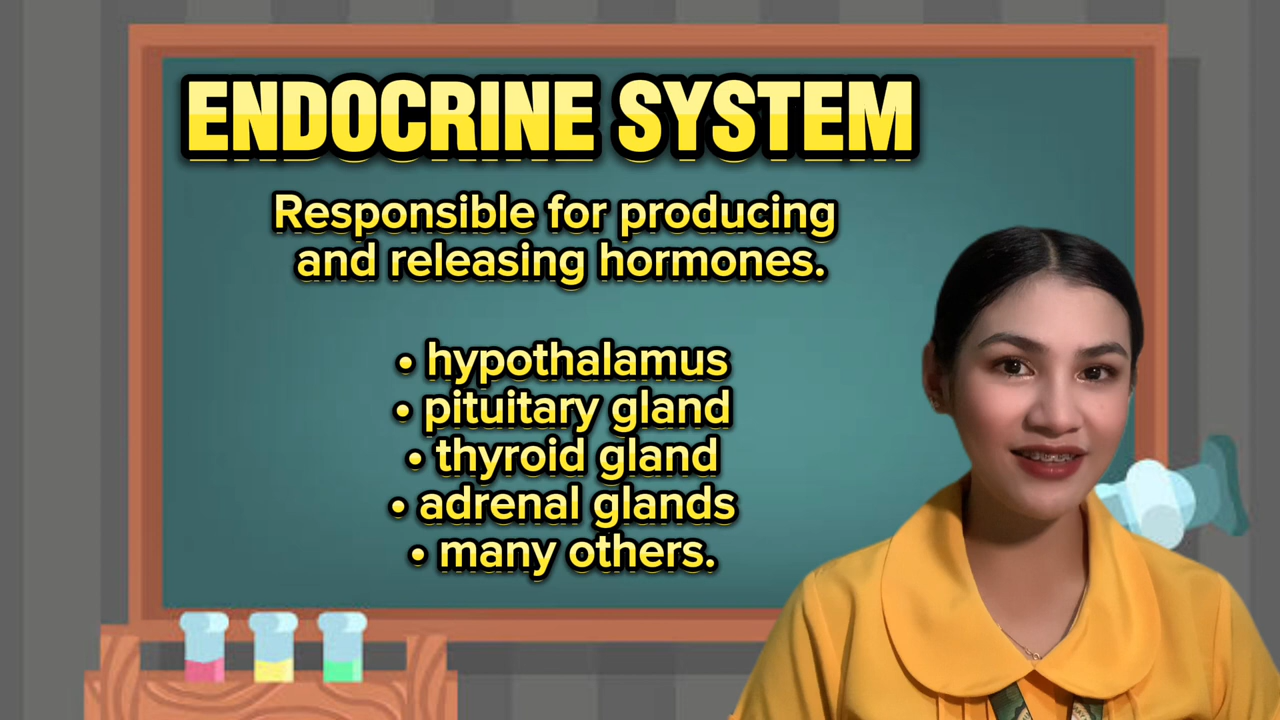 ENDOCRINE SYSTEM
Responsible for producing
and releasing hormones.
• hypothalamus
• pituitary gland
• thyroid gland
• adrenal glands
• many others.